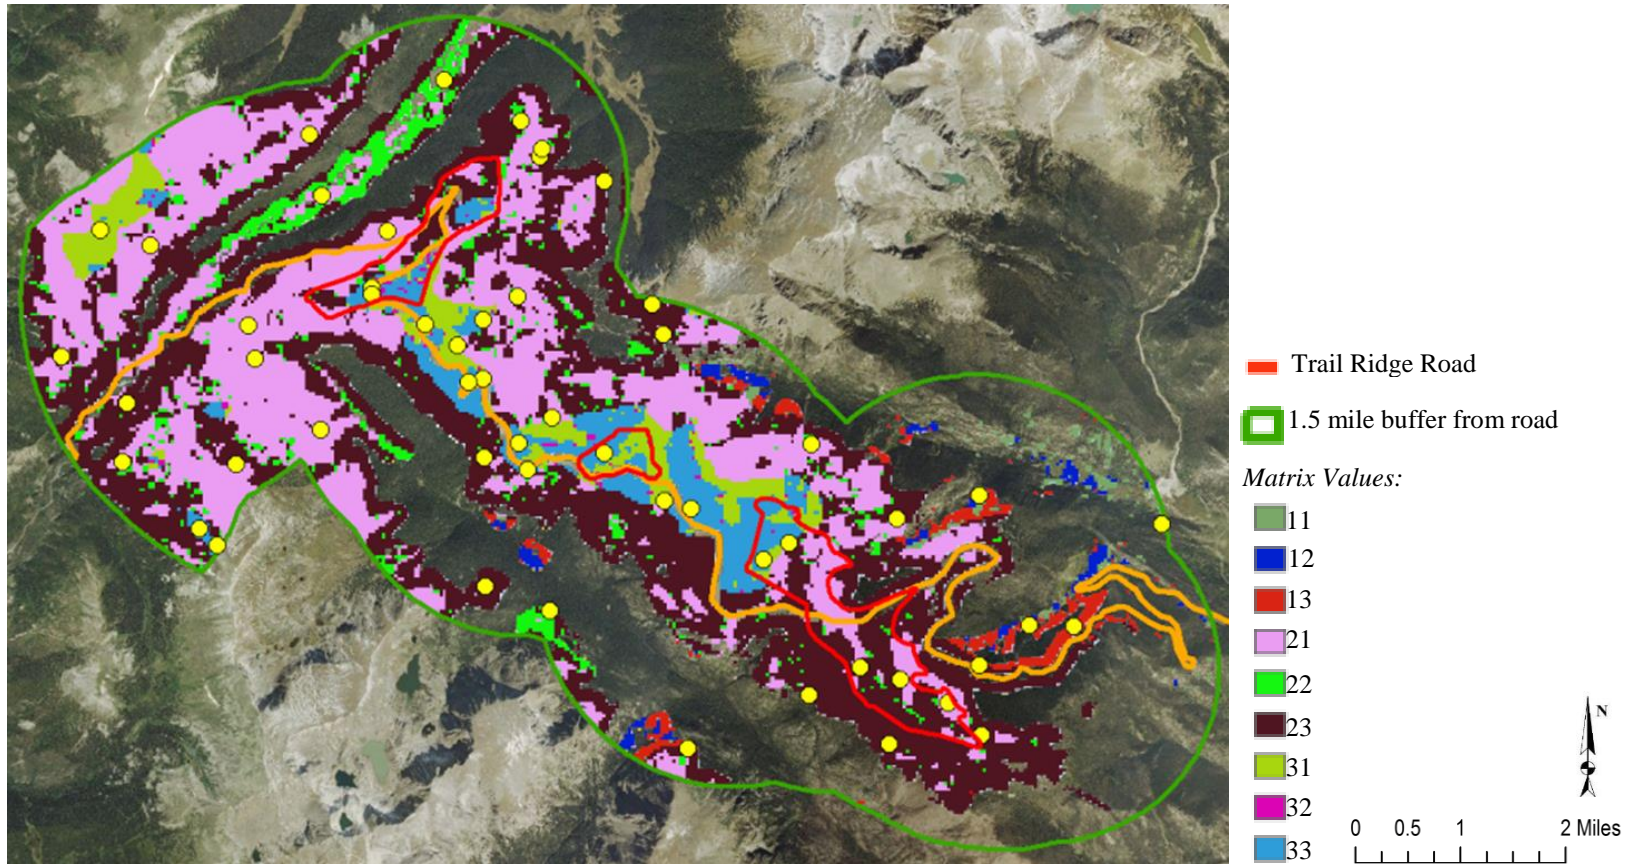 Trail Ridge Road
1.5 mile buffer from road
Matrix Values:
11
12
13
21
22
23
31
32
33
N
0 0.5 1 2 Miles